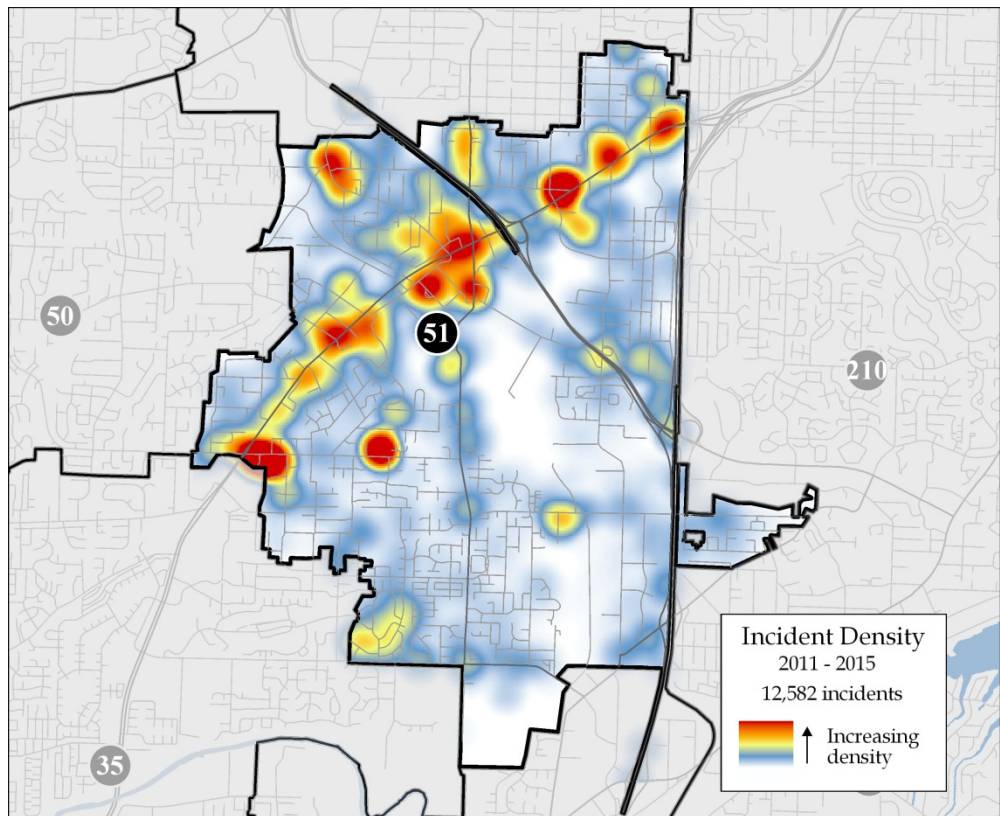 50
51
210
35
Incident Density
2011 - 2015
12,582 incidents
Increasing
density